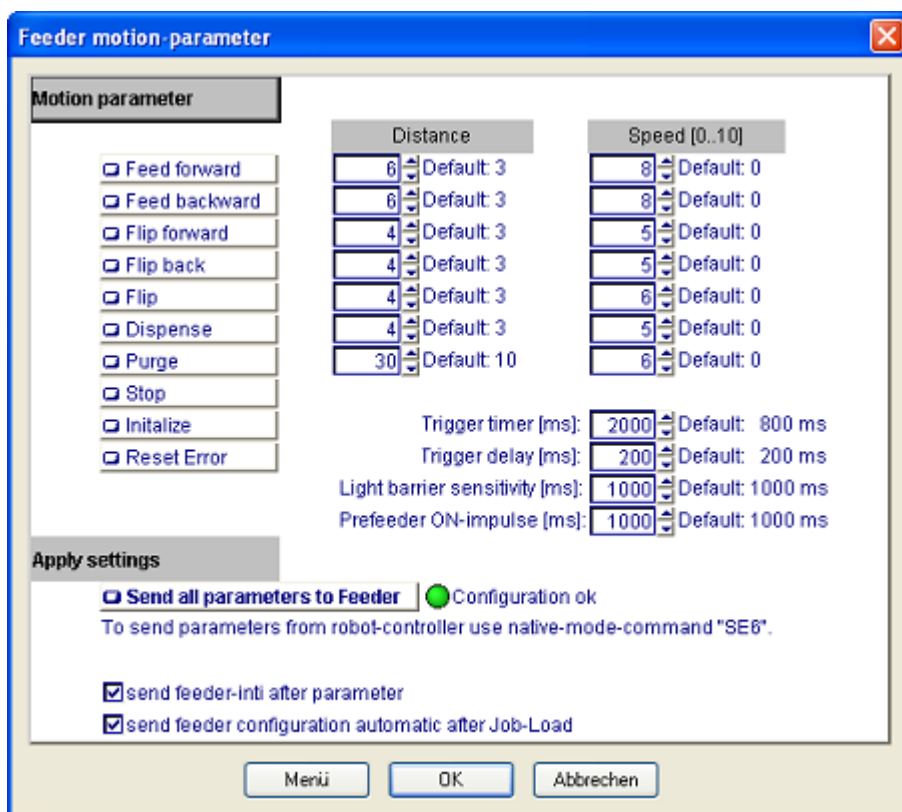 Feeder motion-parameter
Motion parameter
Distance Speed [0..10]
Feed forward 6 Default: 3 8 Default: 0
Feed backward 6 Default: 3 8 Default: 0
Flip forward 4 Default: 3 5 Default: 0
Flip back 4 Default: 3 5 Default: 0
Flip 4 Default: 3 6 Default: 0
Dispense 4 Default: 3 5 Default: 0
Purge 30 Default: 10 6 Default: 0
Stop
Initalize Trigger timer [ms]: 2000 Default: 800 ms
Reset Error Trigger delay [ms]: 200 Default: 200 ms
Light barrier sensitivity [ms]: 1000 Default: 1000 ms
Prefeeder ON-impulse [ms]: 1000 Default: 1000 ms
Apply settings
Send all parameters to Feeder Configuration ok
To send parameters from robot-controller use native-mode-command "SE6".
send feeder-inti after parameter
send feeder configuration automatic after Job-Load
Menü OK Abbrechen